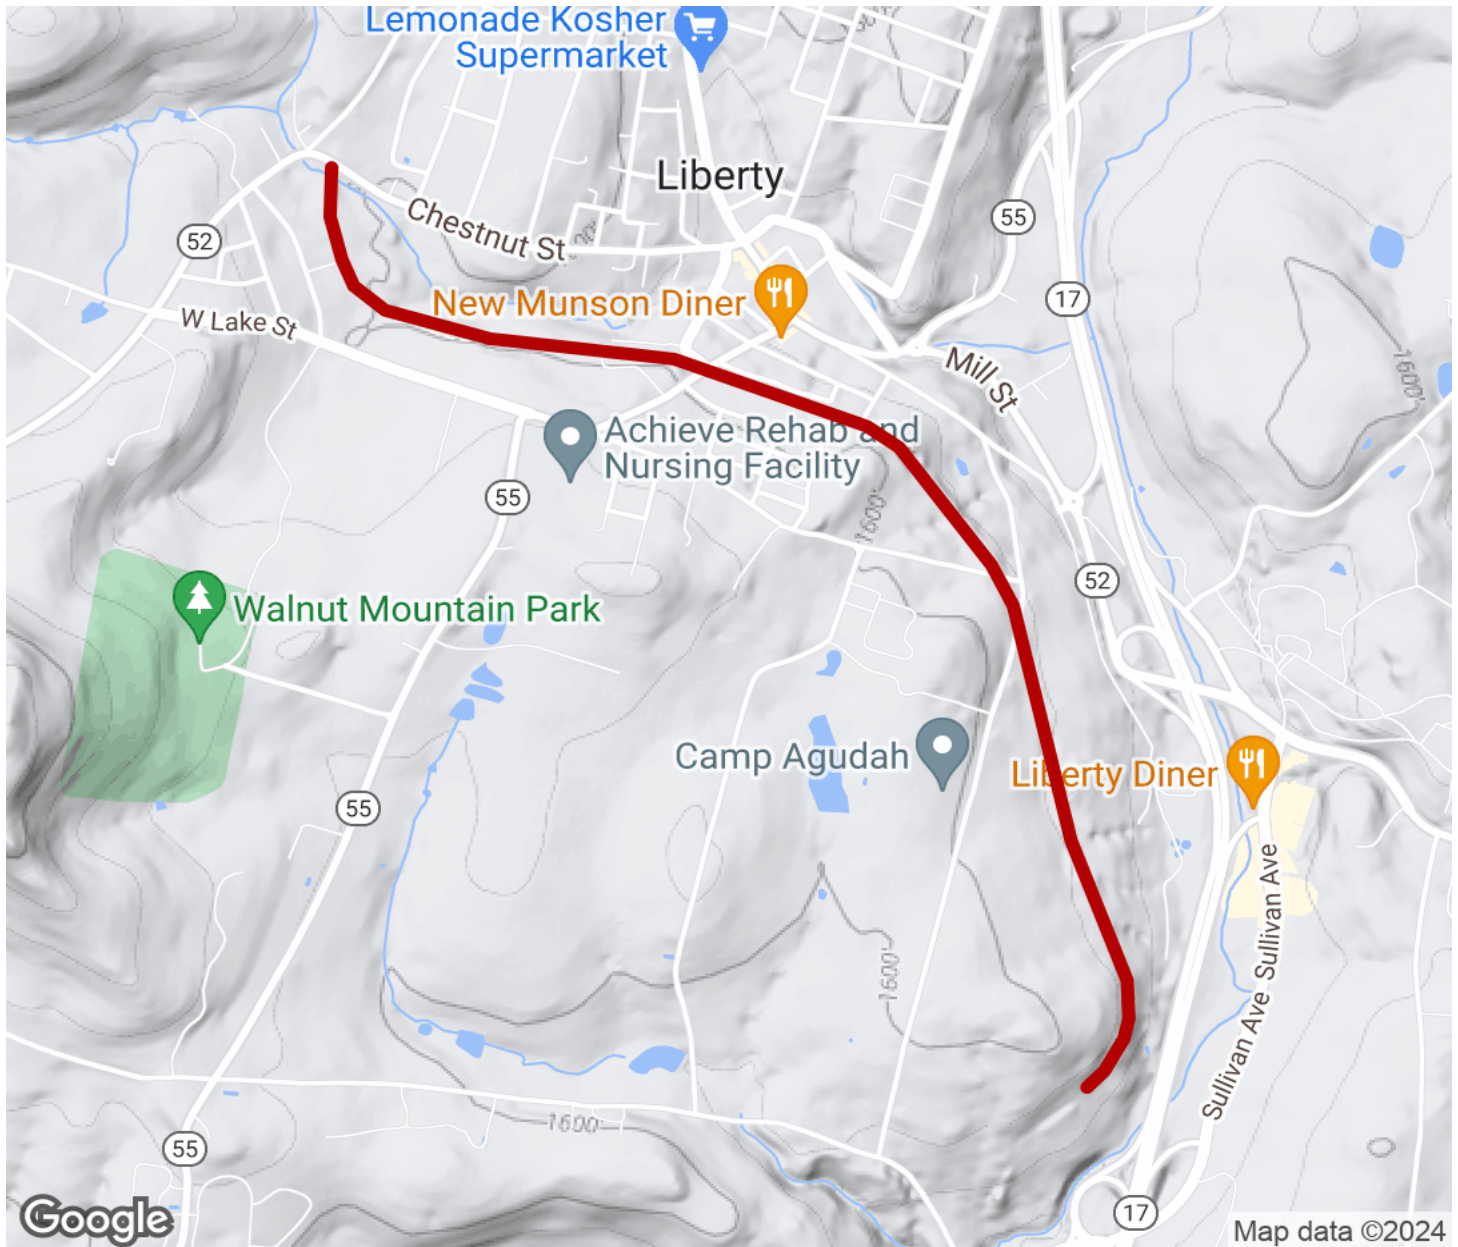 Lemonade Kosher
Supermarket
Liberty
Chestnut St
55
52
17
New Munson Diner
W Lake St
Mill St
1600'
Achieve Rehab and
Nursing Facility
55
1600'
52
Walnut Mountain Park
Camp Agudah
Liberty Diner
55
Sullivan Ave
1600'
Sullivan Ave
1600
55
17
Google
Map data ©2024